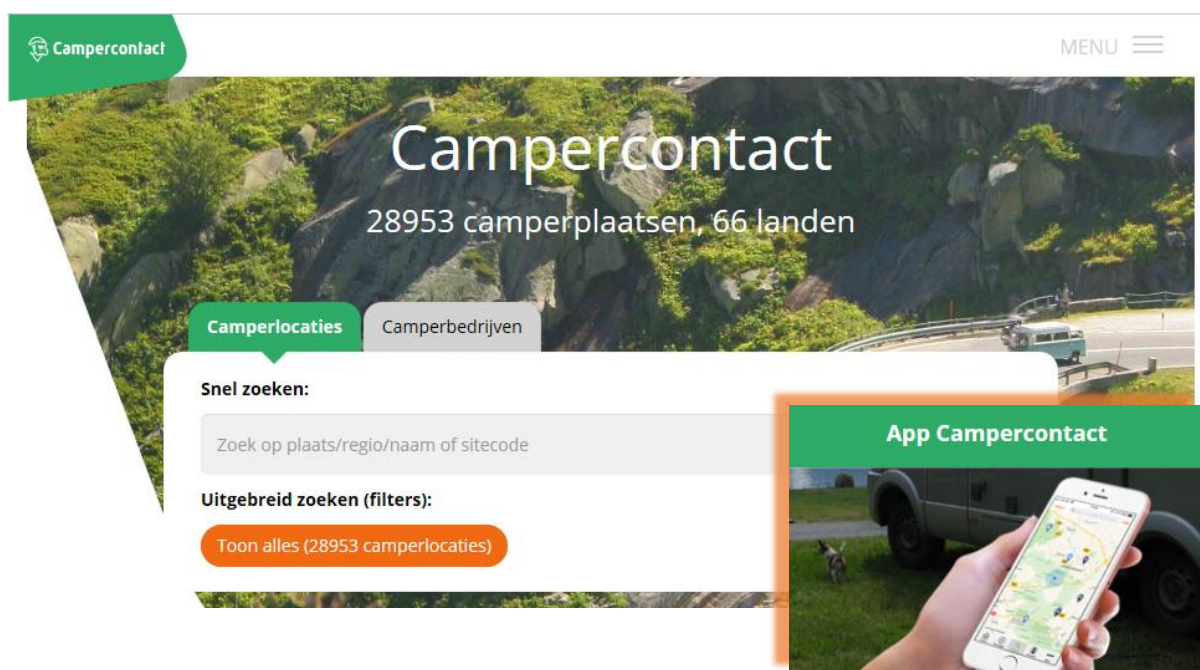 Campercontact
MENU
Campercontact
28953 camperplaatsen, 66 landen
Camperlocaties
Camperbedrijven
Snel zoeken:
Zoek op plaats/regio/naam of sitecode
Uitgebreid zoeken (filters):
Toon alles (28953 camperlocaties)
App Campercontact